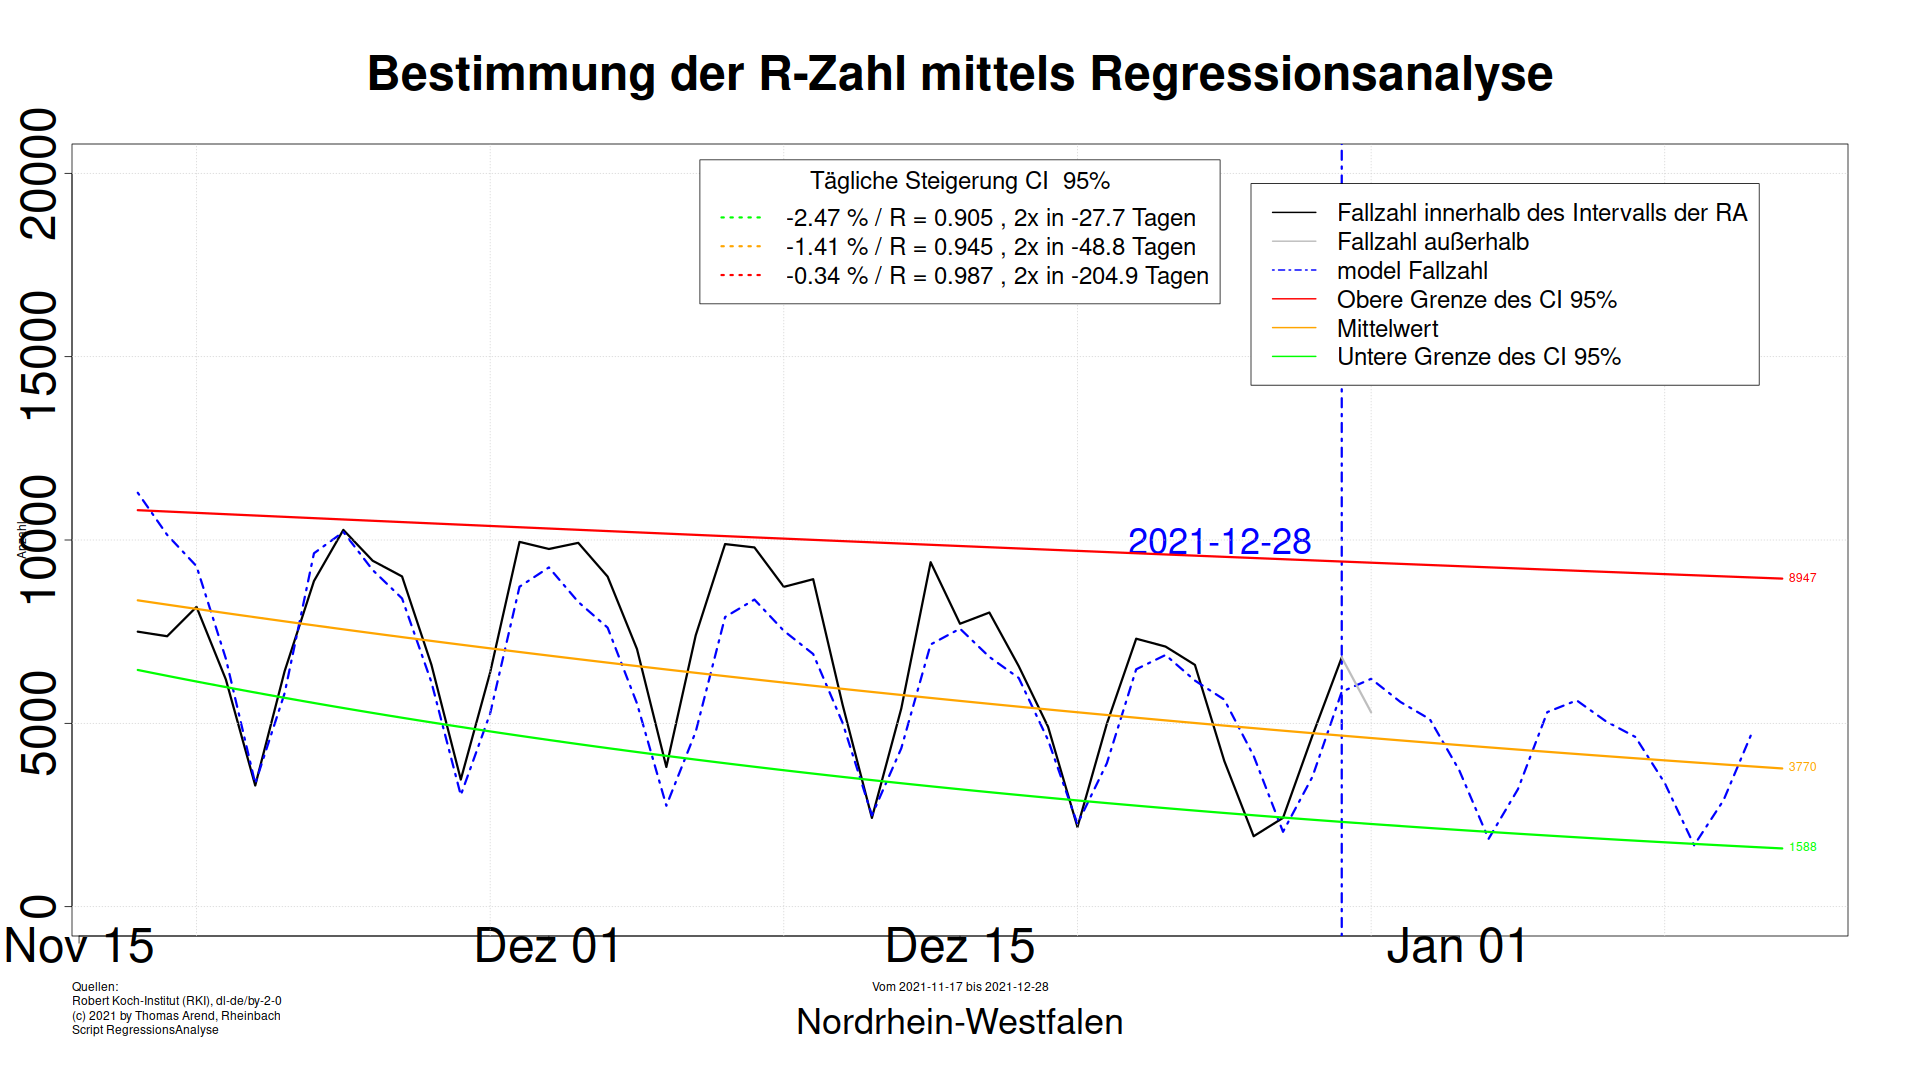 Bestimmung der R-Zahl mittels Regressionsanalyse
Anzahl
20000
15000
10000
5000
0
Tägliche Steigerung CI  95%
-2.47 % / R = 0.905 , 2x in -27.7 Tagen
-1.41 % / R = 0.945 , 2x in -48.8 Tagen
-0.34 % / R = 0.987 , 2x in -204.9 Tagen
Fallzahl innerhalb des Intervalls der RA
Fallzahl außerhalb
model Fallzahl
Obere Grenze des CI 95%
Mittelwert
Untere Grenze des CI 95%
2021-12-28
8947
3770
1588
Nov 15
Dez 01
Dez 15
Jan 01
Quellen:
Robert Koch-Institut (RKI), dl-de/by-2-0
(c) 2021 by Thomas Arend, Rheinbach
Script RegressionsAnalyse
Vom 2021-11-17 bis 2021-12-28
Nordrhein-Westfalen